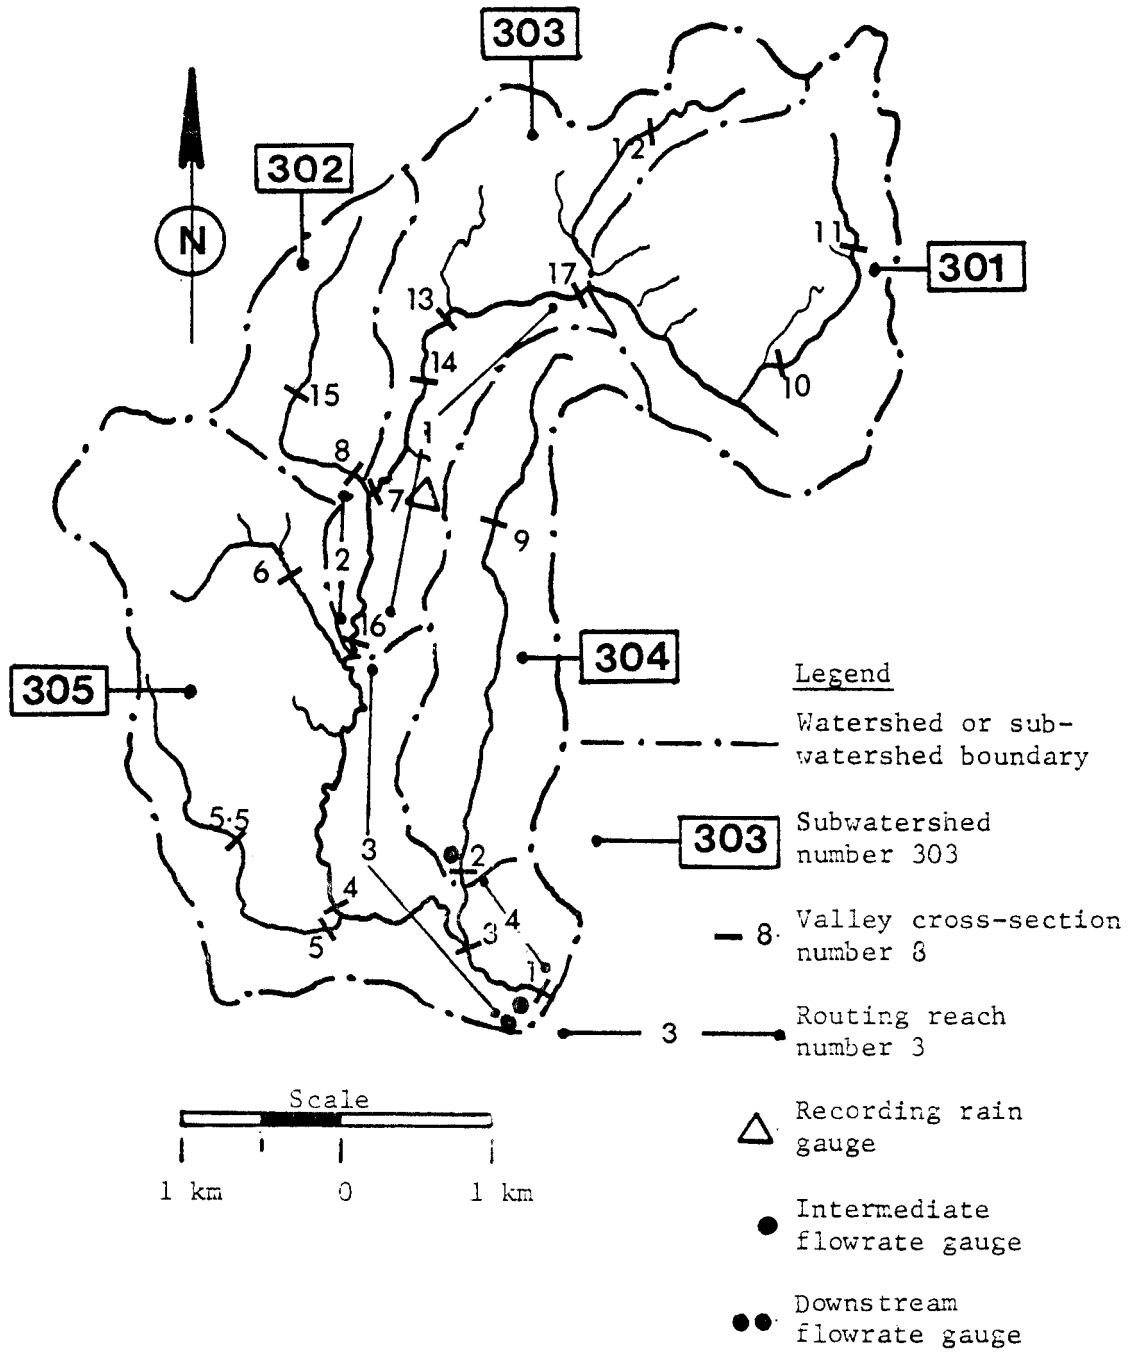 303
302
N
301
12
11
17
13
14
10
15
1
8
7
9
2
6
16
304
305
5·5
3
2
4
4
3
5
1
Legend
Watershed or sub-
watershed boundary
303 Subwatershed
number 303
8 Valley cross-section
number 8
3 Routing reach
number 3
Recording rain
gauge
Intermediate
flowrate gauge
Downstream
flowrate gauge
Scale
1 km 0 1 km